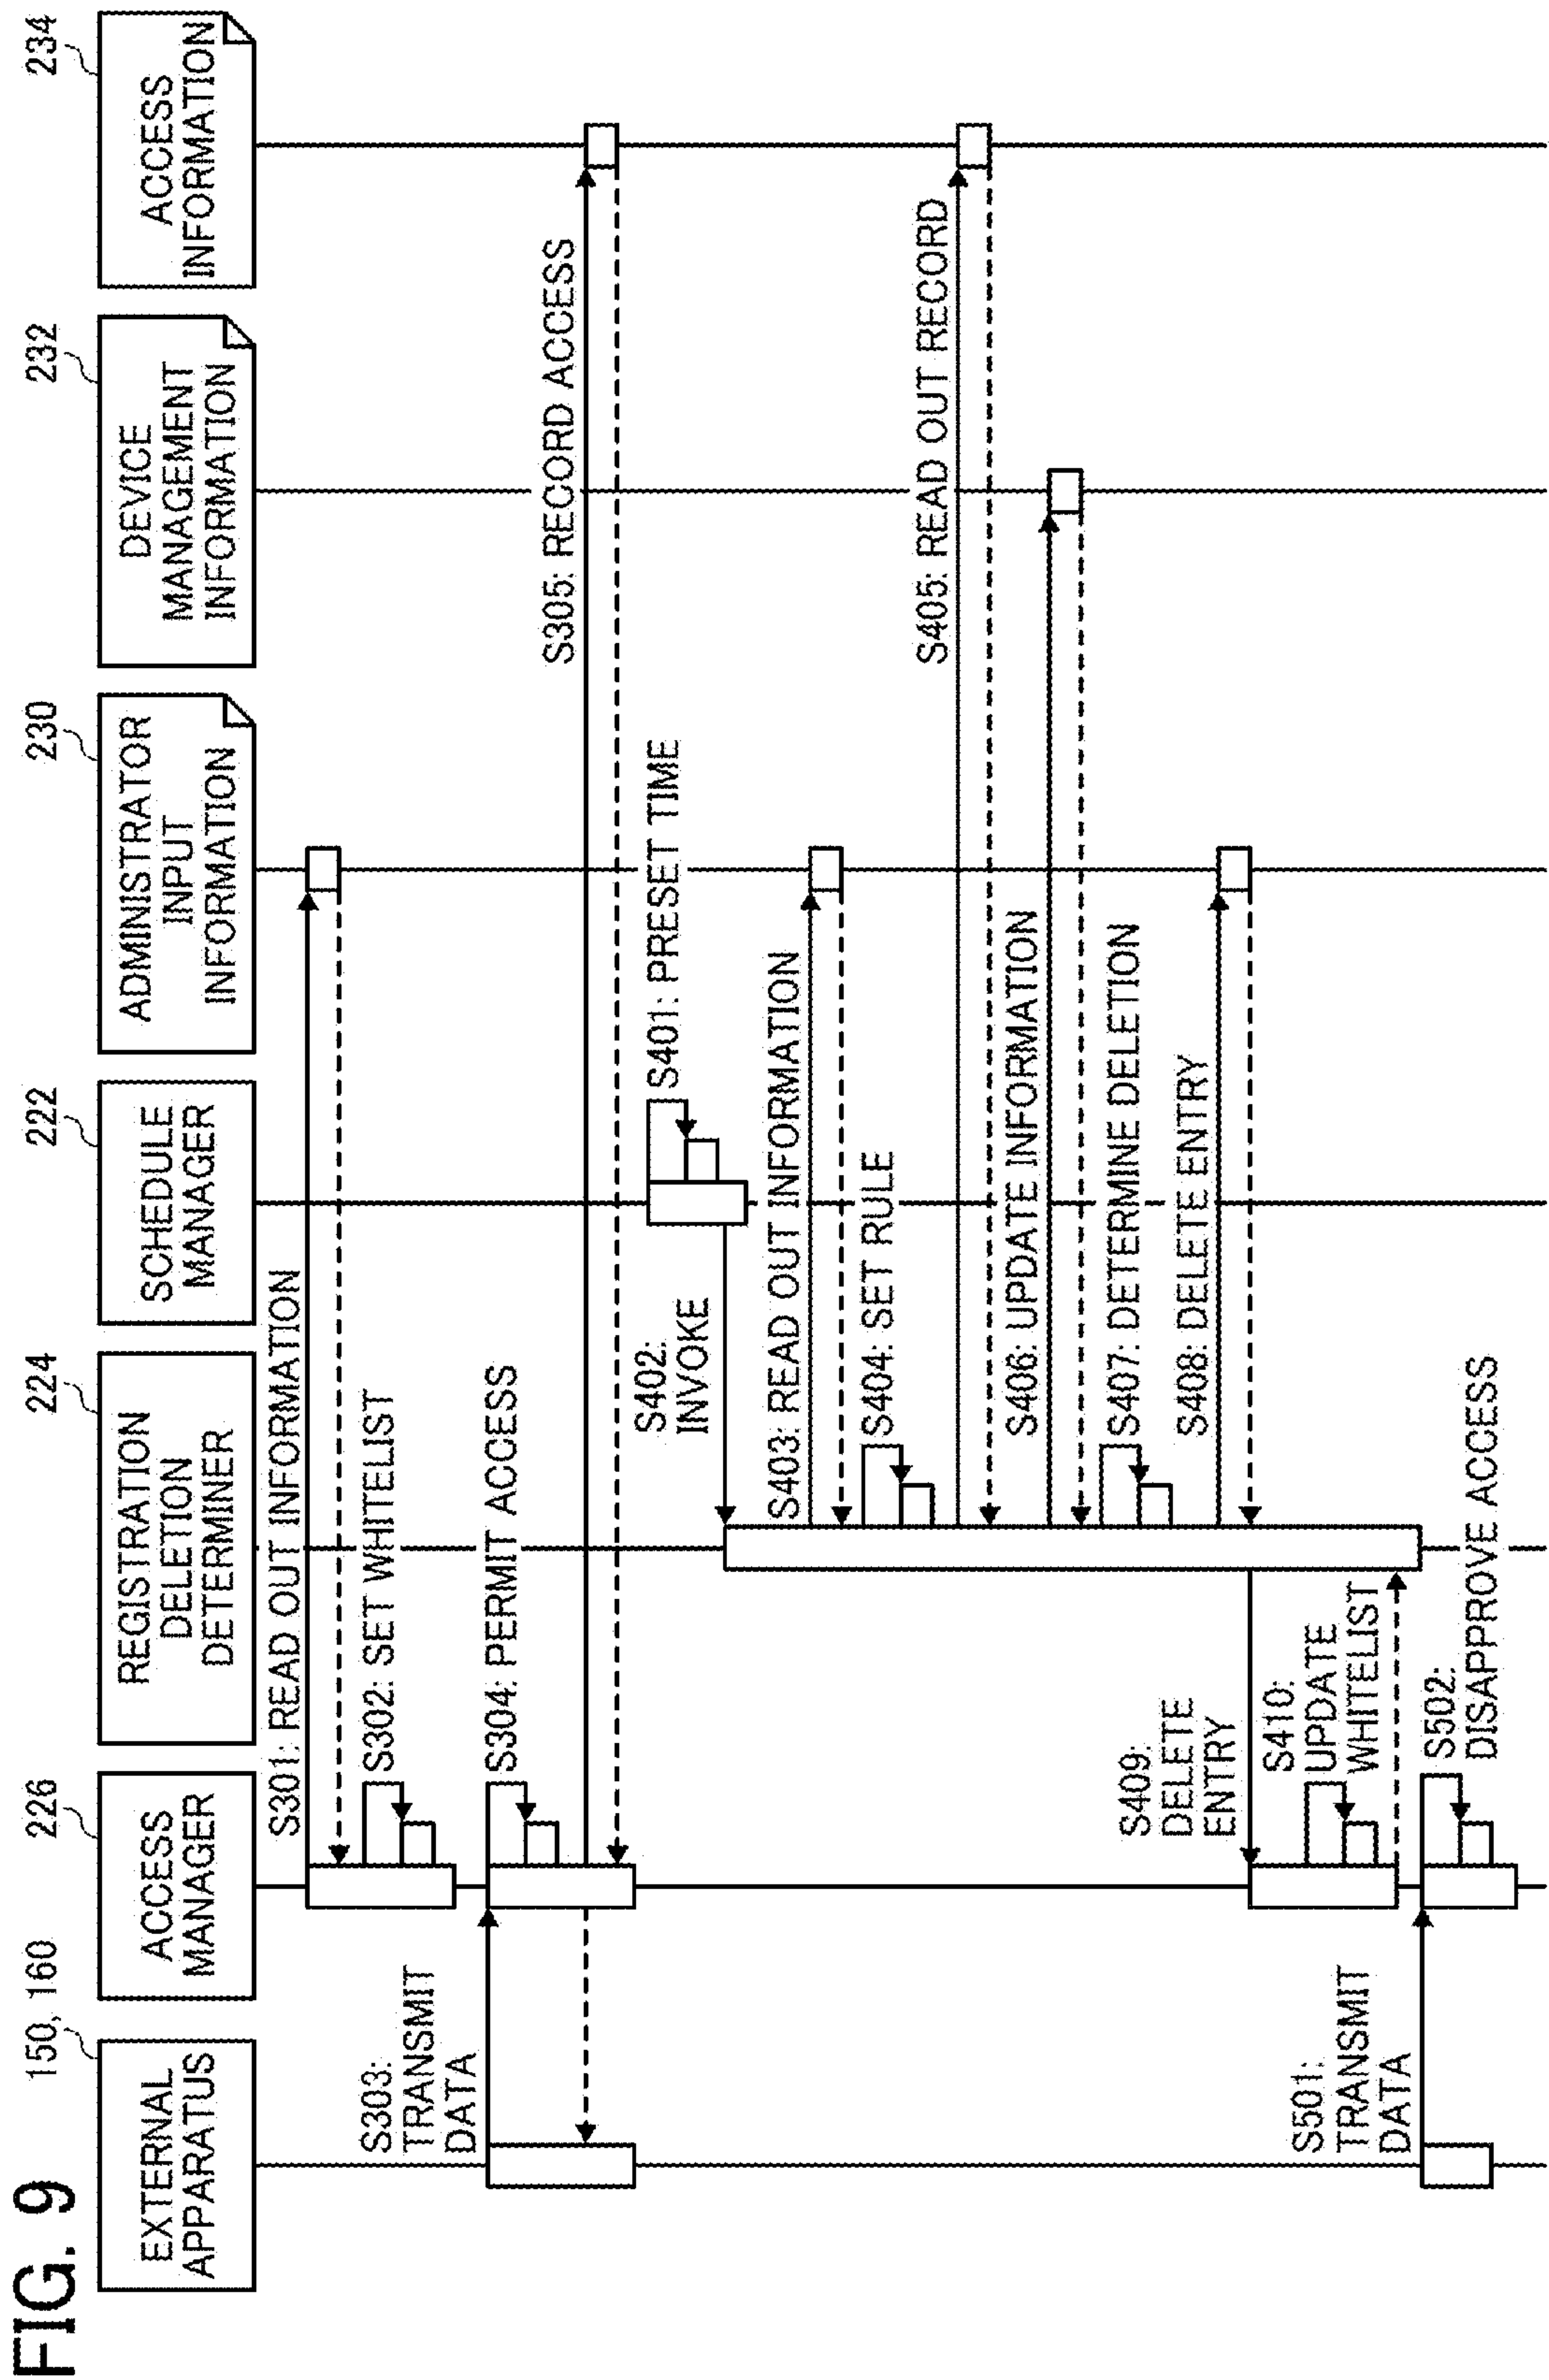 FIG. 9
150, 160
EXTERNAL
APPARATUS
226
ACCESS
MANAGER
224
REGISTRATION
DELETION
DETERMINER
222
SCHEDULE
MANAGER
230
ADMINISTRATOR
INPUT
INFORMATION
232
DEVICE
MANAGEMENT
INFORMATION
234
ACCESS
INFORMATION
S301: READ OUT INFORMATION
S302: SET WHITELIST
S303:
TRANSMIT
DATA
S304: PERMIT ACCESS
S305: RECORD ACCESS
S401: PRESET TIME
S402:
INVOKE
S403: READ OUT INFORMATION
S404: SET RULE
S405: READ OUT RECORD
S406: UPDATE INFORMATION
S407: DETERMINE DELETION
S408: DELETE ENTRY
S409:
DELETE
ENTRY
S410:
UPDATE
WHITELIST
S501:
TRANSMIT
DATA
S502:
DISAPPROVE ACCESS